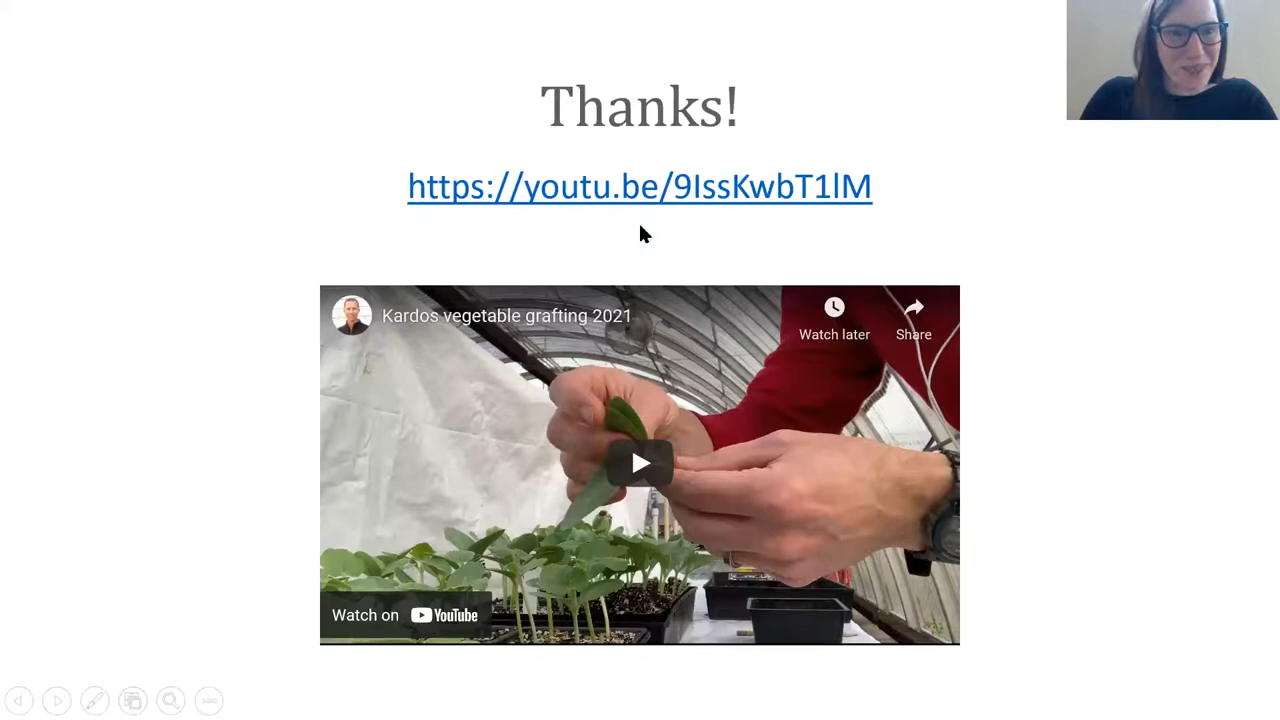 Thanks!
https://youtu.be/9IssKwbT1lM
Kardos vegetable grafting 2021
Watch later
Share
Watch on YouTube